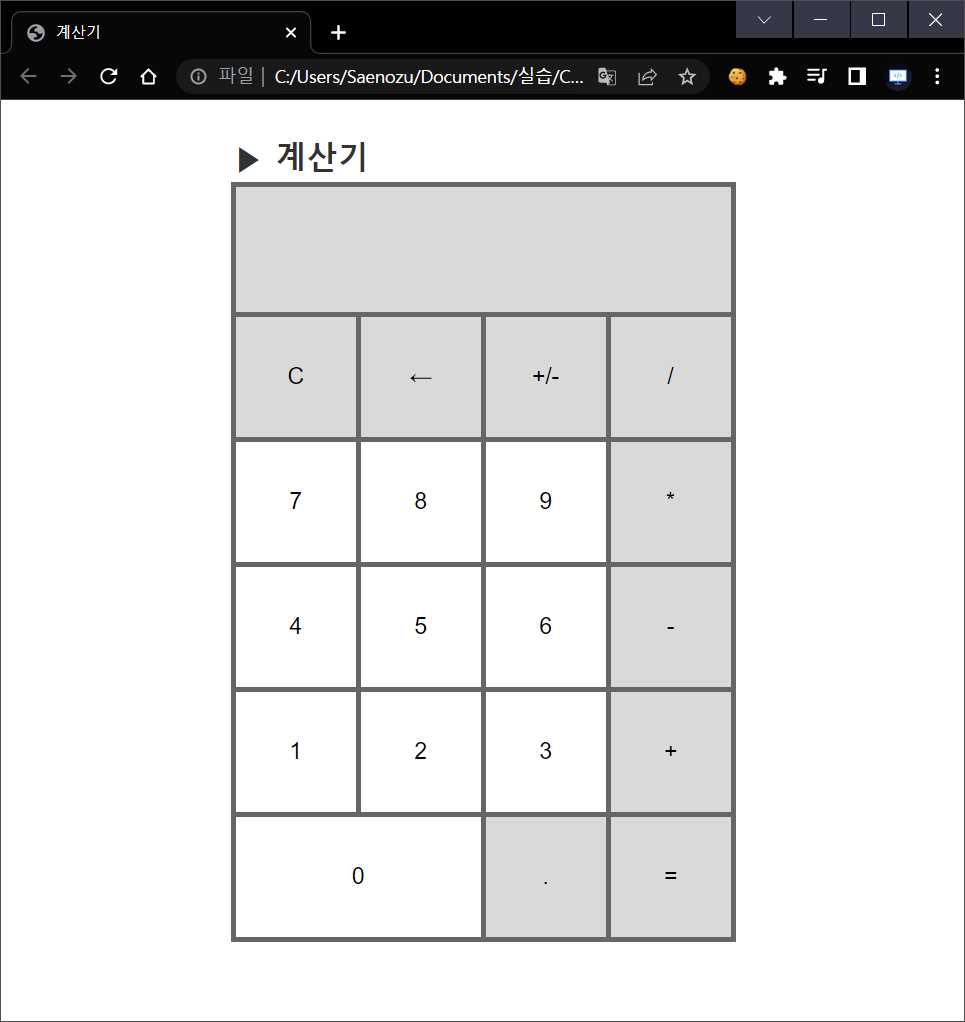 계산기
파일 | C:/Users/Saenozu/Documents/실습/C...
▶ 계산기
C ← +/- /
7 8 9 *
4 5 6 -
1 2 3 +
0 . =